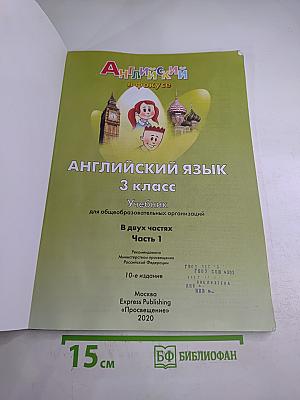 Английский
в фокусе
АНГЛИЙСКИЙ ЯЗЫК
3 класс
Учебник
для общеобразовательных организаций
В двух частях
Часть 1
Рекомендовано
Министерством просвещения
Российской Федерации
10-е издание
Москва
Express Publishing
«Просвещение»
2020
15 см
БФ БИБЛИОФАН